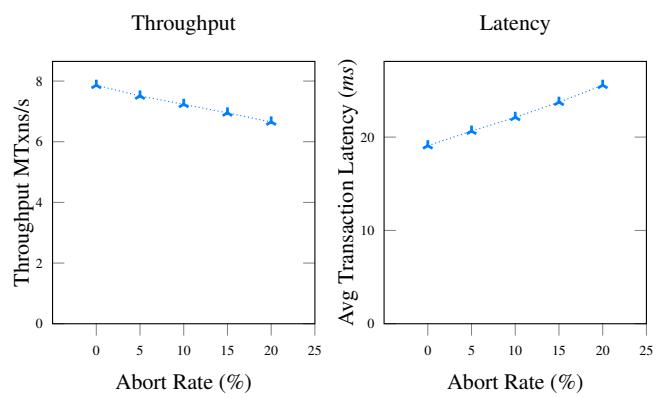 Throughput
Throughput MTxns/s
8
6
4
2
0
0 5 10 15 20 25
Abort Rate (%)
Latency
Avg Transaction Latency (ms)
20
10
0
0 5 10 15 20 25
Abort Rate (%)